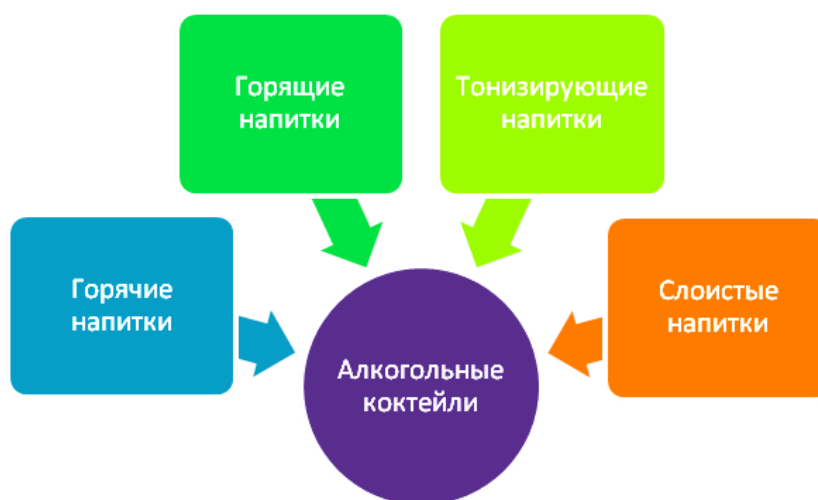 Горящие
напитки
Тонизирующие
напитки
Горячие
напитки
Слоистые
напитки
Алкогольные
коктейли